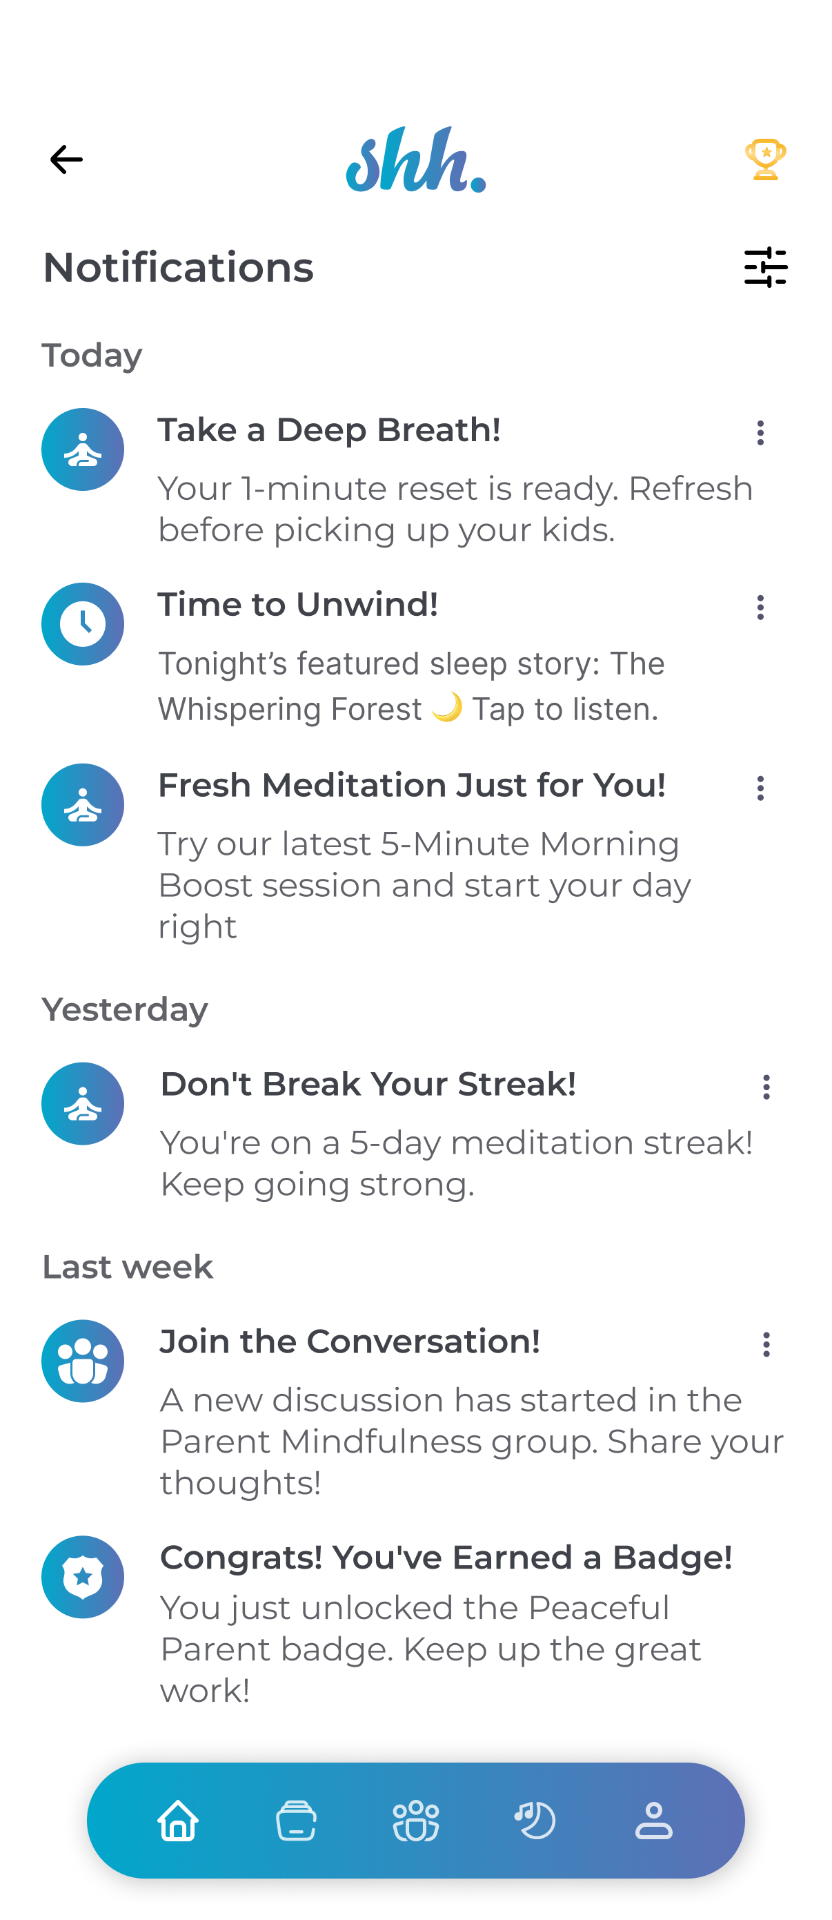 shh.
Notifications
Today
Take a Deep Breath!
Your 1-minute reset is ready. Refresh
before picking up your kids.
Time to Unwind!
Tonight’s featured sleep story: The
Whispering Forest 🌙 Tap to listen.
Fresh Meditation Just for You!
Try our latest 5-Minute Morning
Boost session and start your day
right
Yesterday
Don't Break Your Streak!
You're on a 5-day meditation streak!
Keep going strong.
Last week
Join the Conversation!
A new discussion has started in the
Parent Mindfulness group. Share your
thoughts!
Congrats! You've Earned a Badge!
You just unlocked the Peaceful
Parent badge. Keep up the great
work!